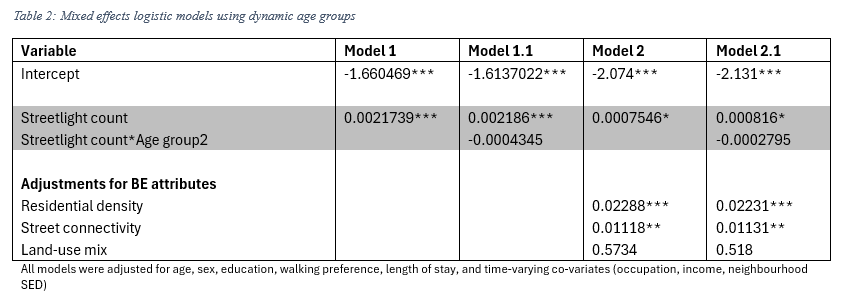 Table 2: Mixed effects logistic models using dynamic age groups
Variable Model 1 Model 1.1 Model 2 Model 2.1
Intercept -1.660469*** -1.6137022*** -2.074*** -2.131***
Streetlight count 0.0021739*** 0.002186*** 0.0007546* 0.000816*
Streetlight count*Age group2 -0.0004345 -0.0002795
Adjustments for BE attributes
Residential density 0.02288*** 0.02231***
Street connectivity 0.01118** 0.01131**
Land-use mix 0.5734 0.518
All models were adjusted for age, sex, education, walking preference, length of stay, and time-varying co-variates (occupation, income, neighbourhood
SED)